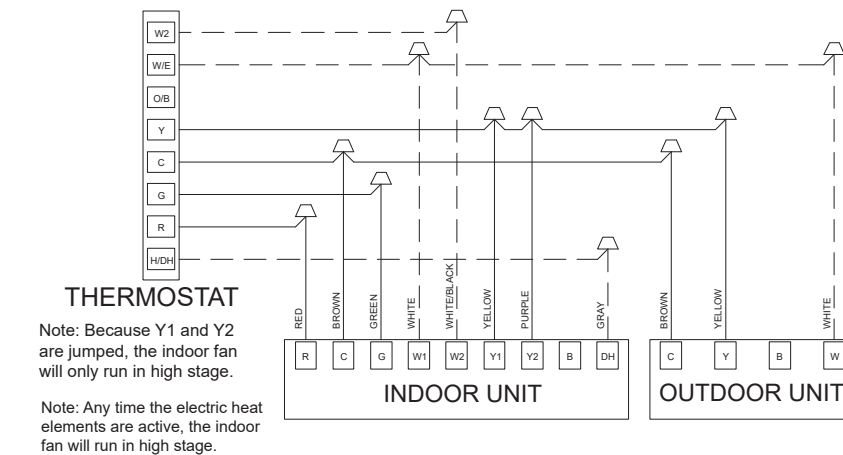 W2
W/E
O/B
Y
C
G
R
H/DH
THERMOSTAT
Note: Because Y1 and Y2
are jumped, the indoor fan
will only run in high stage.
Note: Any time the electric heat
elements are active, the indoor
fan will run in high stage.
RED
BROWN
GREEN
WHITE
WHITE/BLACK
YELLOW
PURPLE
GRAY
R C G W1 W2 Y1 Y2 B DH
INDOOR UNIT
BROWN
YELLOW
WHITE
C Y B W
OUTDOOR UNIT